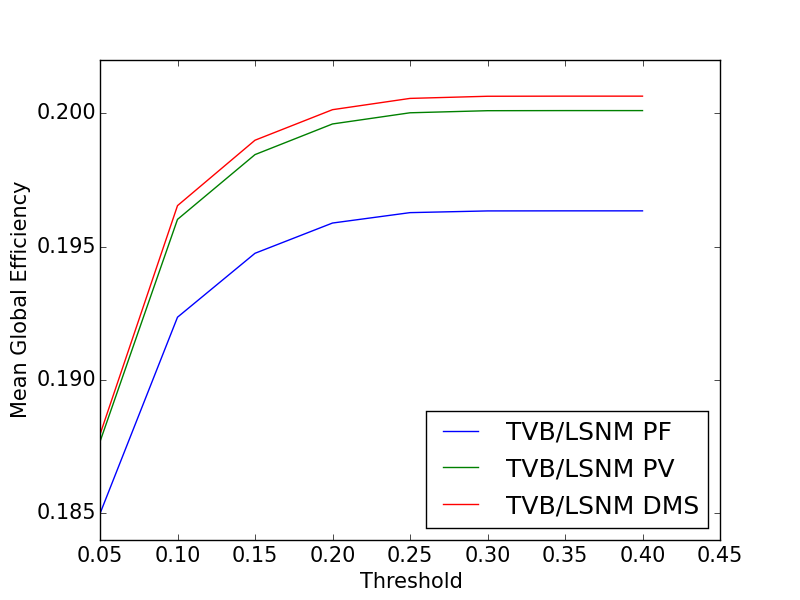 0.200
0.195
0.190
0.185
Mean Global Efficiency
TVB/LSNM PF
TVB/LSNM PV
TVB/LSNM DMS
0.05 0.10 0.15 0.20 0.25 0.30 0.35 0.40 0.45
Threshold